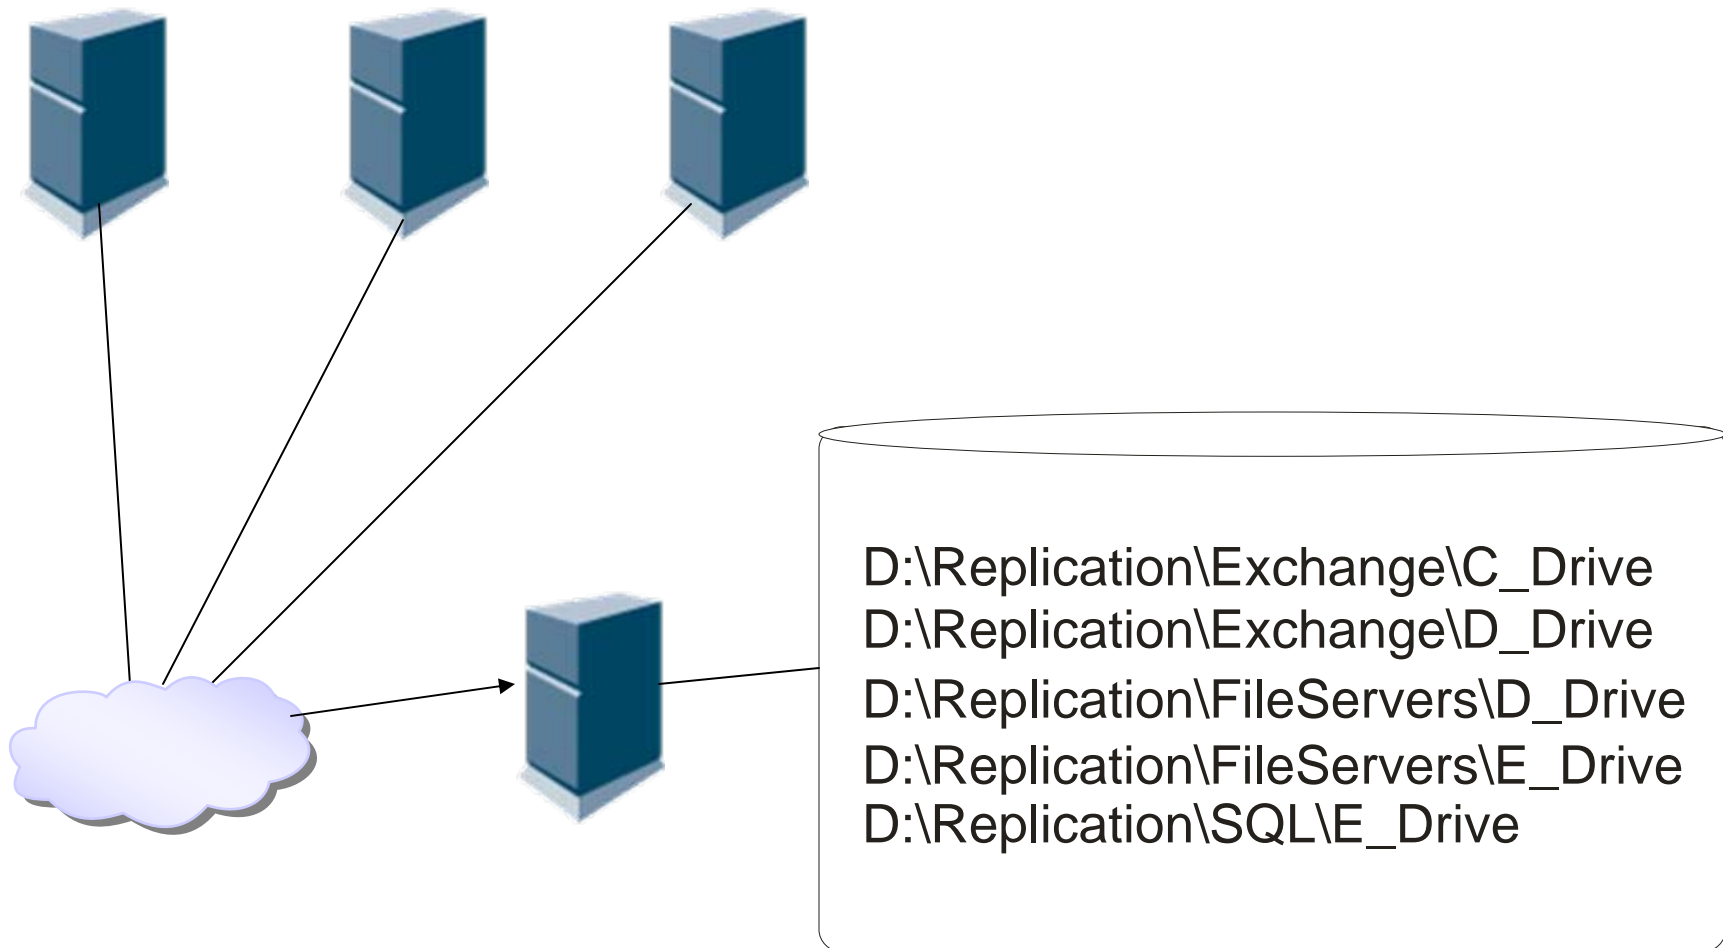 D:\Replication\Exchange\C_Drive
D:\Replication\Exchange\D_Drive
D:\Replication\FileServers\D_Drive
D:\Replication\FileServers\E_Drive
D:\Replication\SQL\E_Drive